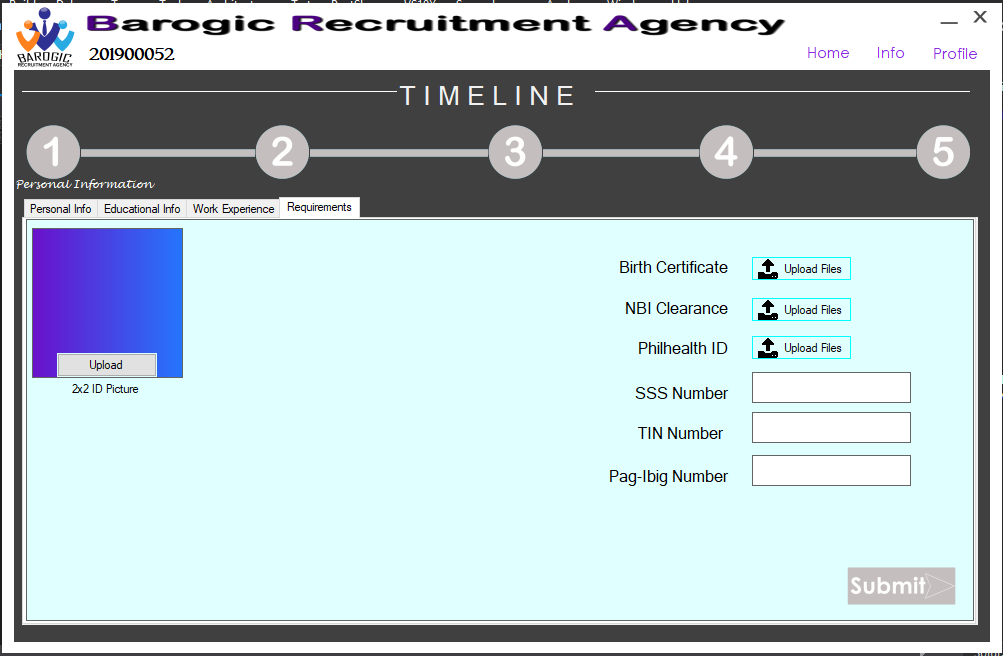 Barogic Recruitment Agency
BAROGIC
RECRUITMENT AGENCY
201900052
Home Info Profile
TIMELINE
1 2 3 4 5
Personal Information
Personal Info Educational Info Work Experience Requirements
Upload
2x2 ID Picture
Birth Certificate Upload Files
NBI Clearance Upload Files
Philhealth ID Upload Files
SSS Number
TIN Number
Pag-Ibig Number
Submit